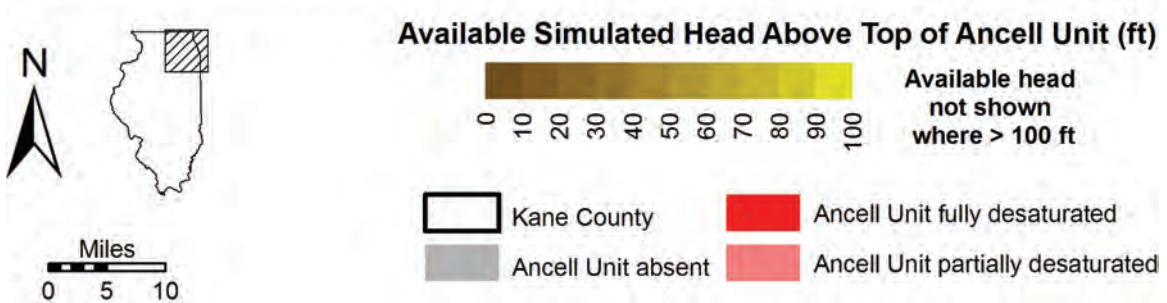 N
Miles
0 5 10
Available Simulated Head Above Top of Ancell Unit (ft)
0 10 20 30 40 50 60 70 80 90 100
Available head
not shown
where > 100 ft
Kane County
Ancell Unit fully desaturated
Ancell Unit absent
Ancell Unit partially desaturated